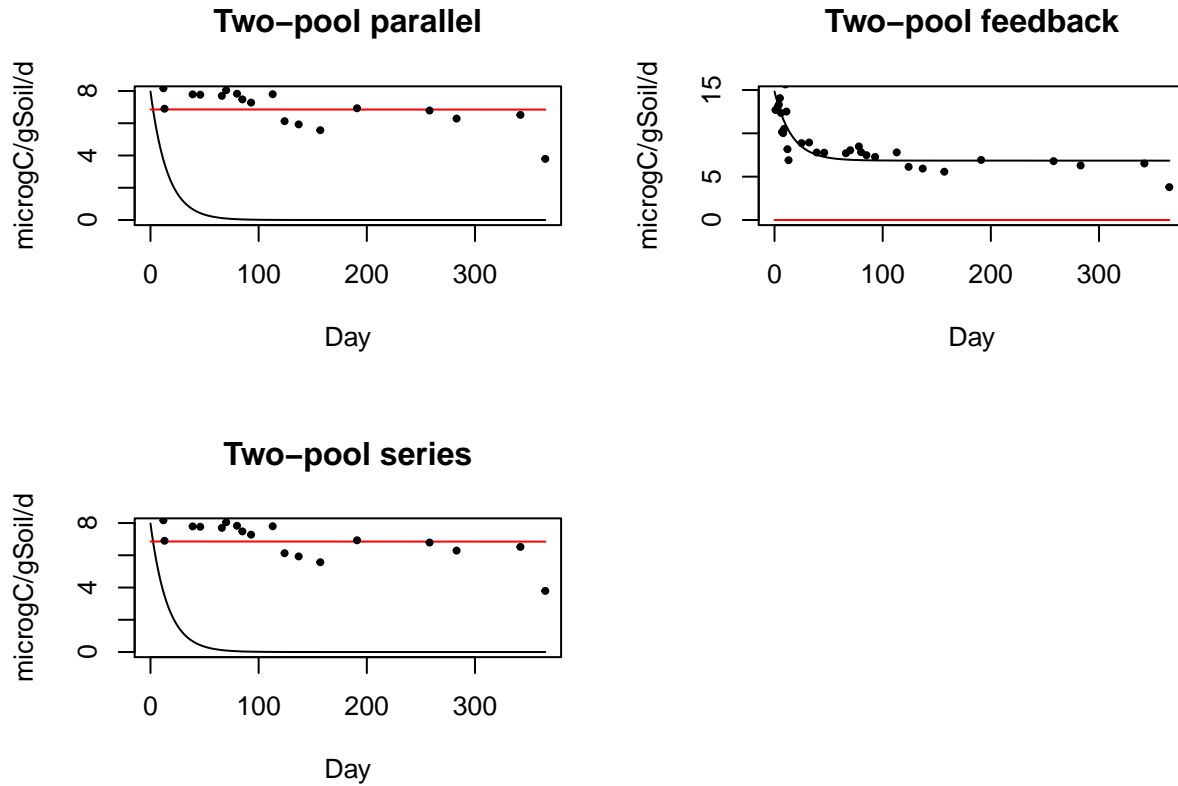 Two−pool parallel
microgC/gSoil/d
8
4
0
0 100 200 300
Day
Two−pool feedback
microgC/gSoil/d
15
5
0
0 100 200 300
Day
Two−pool series
microgC/gSoil/d
8
4
0
0 100 200 300
Day